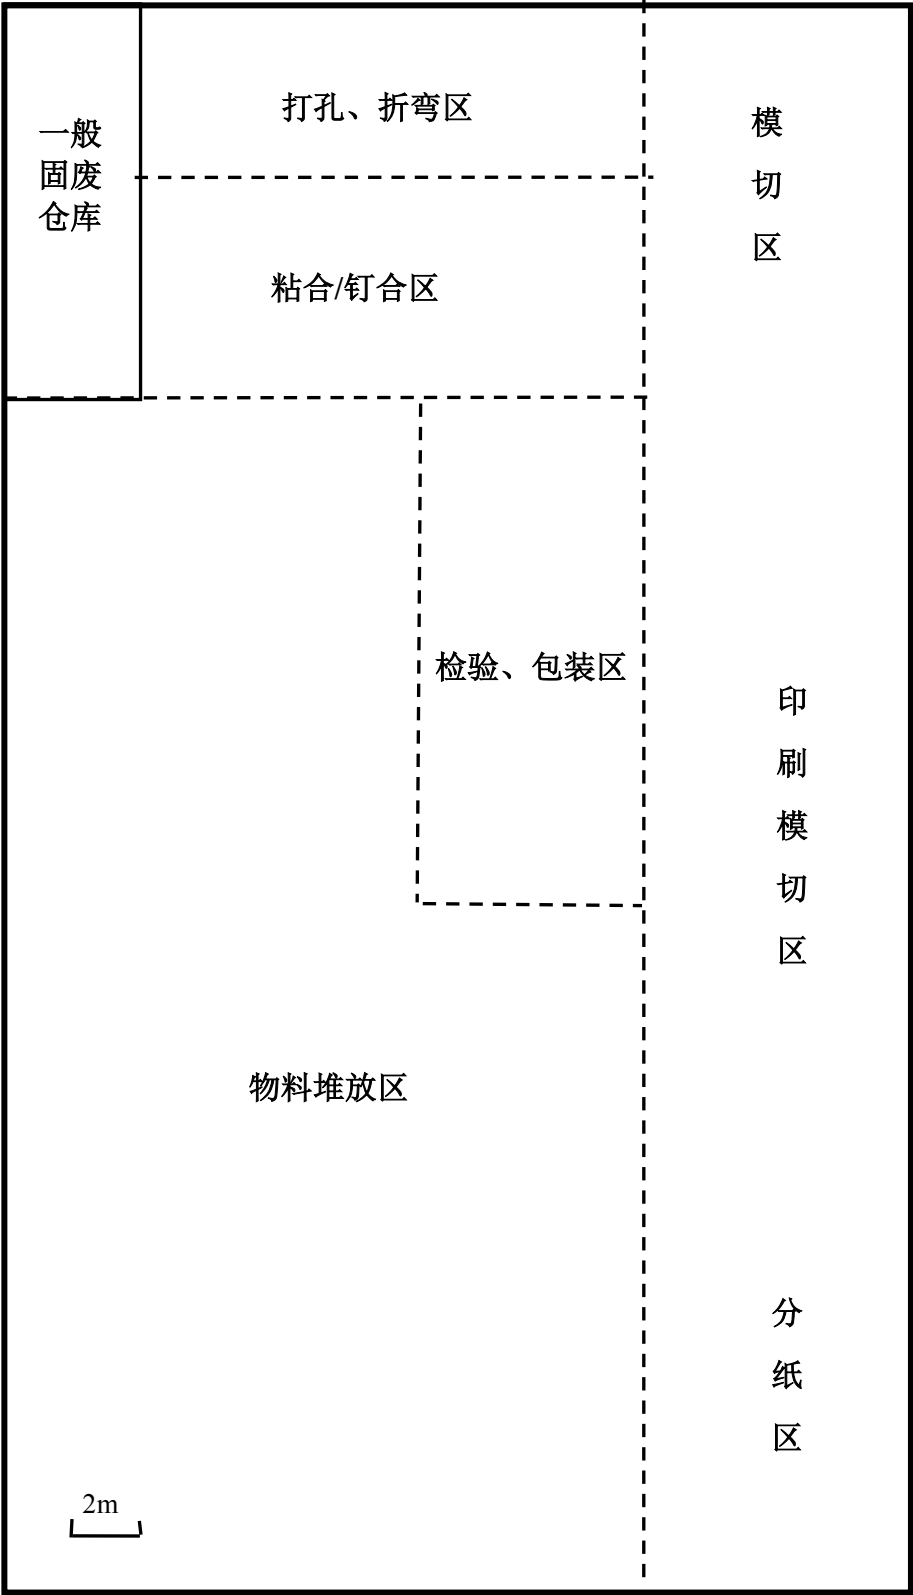 打孔、折弯区
一般
固废
仓库
模
切
区
粘合/钉合区
检验、包装区
印
刷
模
切
区
物料堆放区
分
纸
区
2m